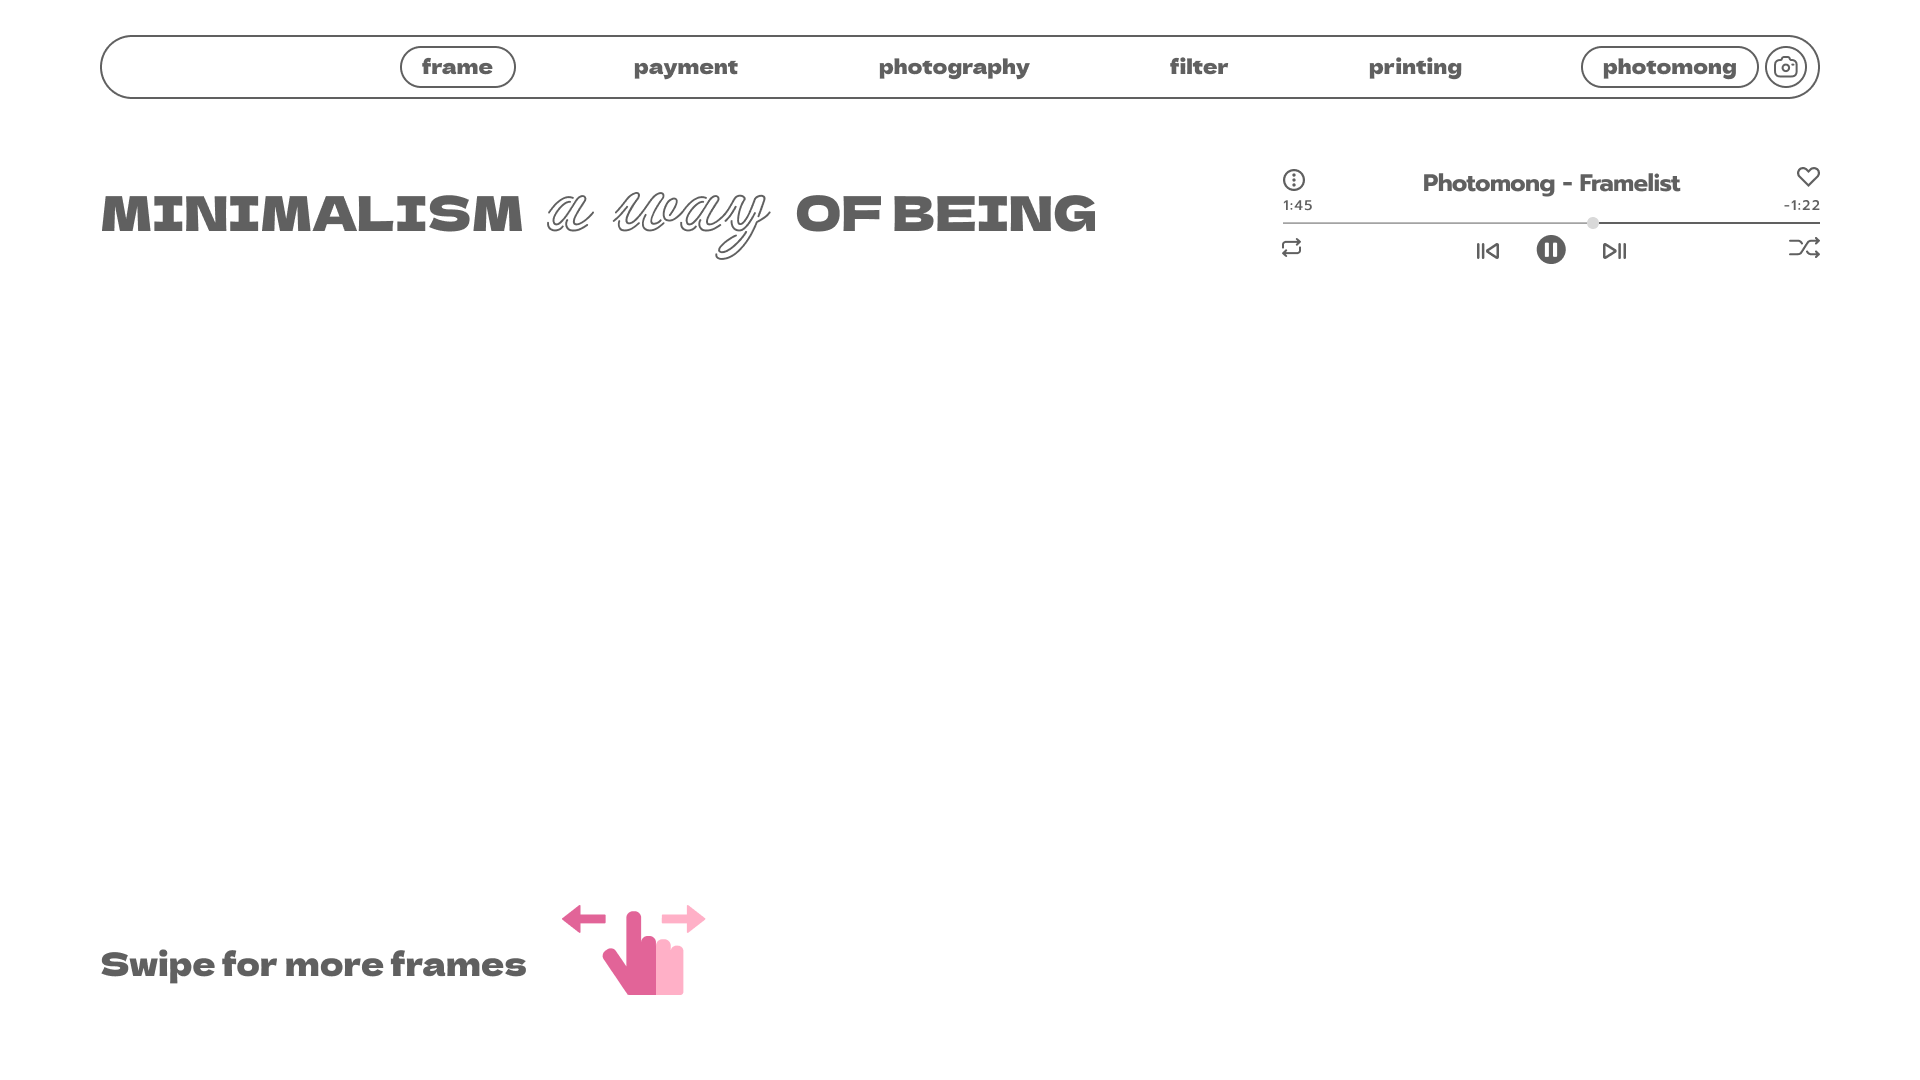 frame payment photography filter printing photomong
MINIMALISM a way OF BEING
Photomong - Framelist
1:45 -1:22
Swipe for more frames